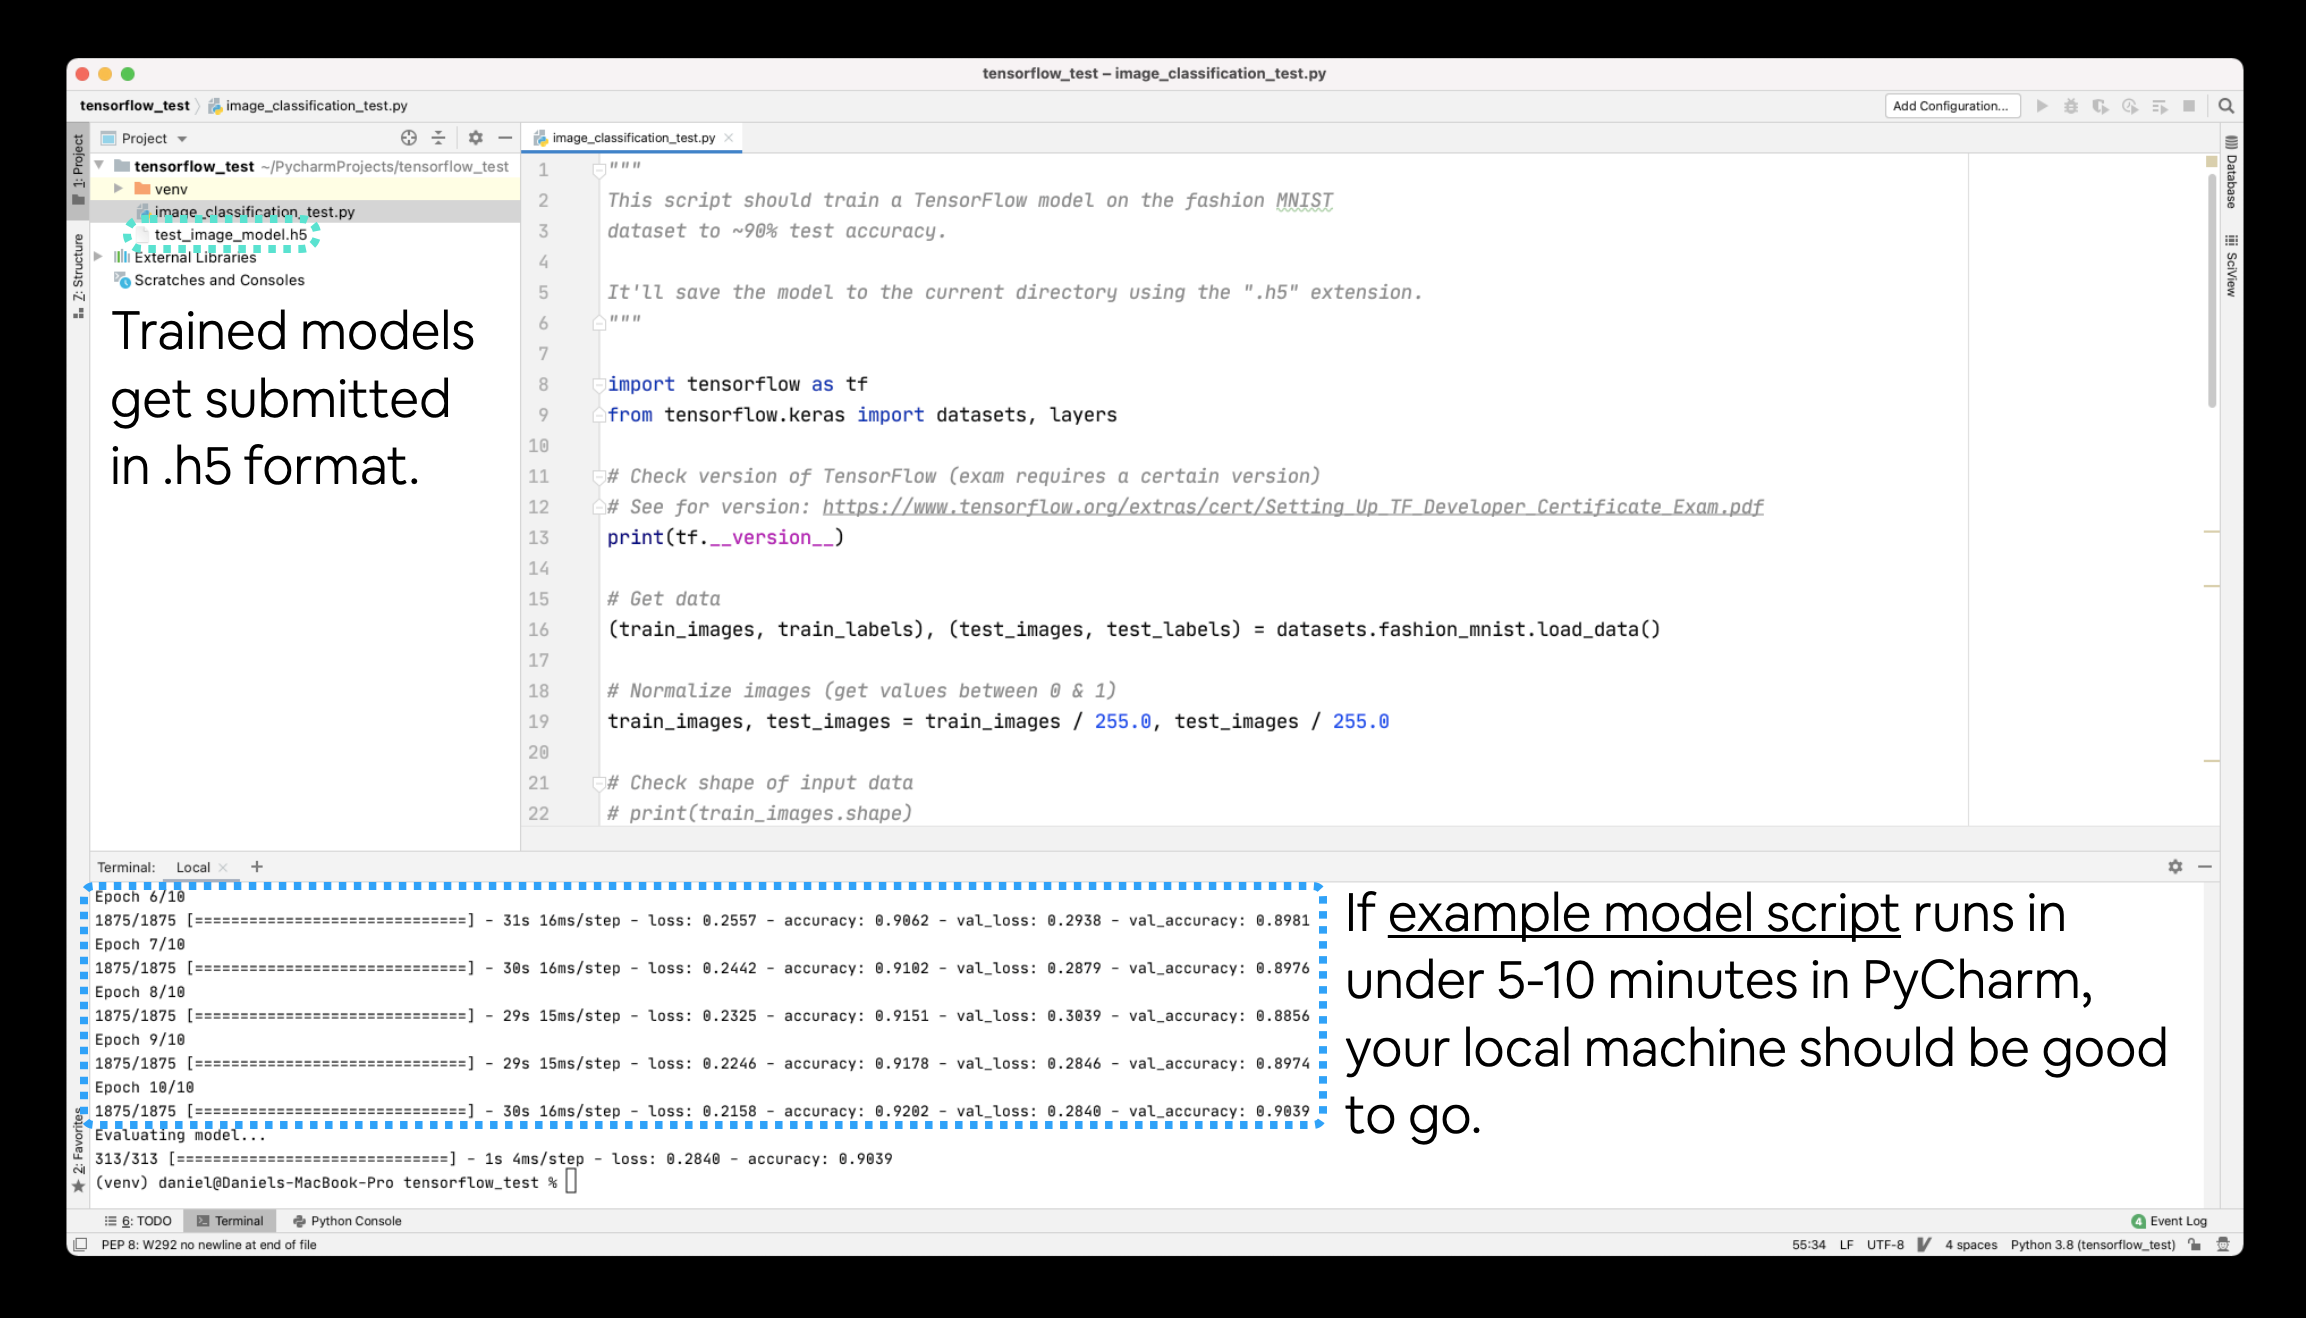 tensorflow_test – image_classification_test.py
tensorflow_test image_classification_test.py
Add Configuration...
1: Project
Project
image_classification_test.py
tensorflow_test ~/PycharmProjects/tensorflow_test
venv
image_classification_test.py
test_image_model.h5
External Libraries
Scratches and Consoles
Z: Structure
Trained models
get submitted
in .h5 format.
1 """
2 This script should train a TensorFlow model on the fashion MNIST
3 dataset to ~90% test accuracy.
4
5 It'll save the model to the current directory using the ".h5" extension.
6 """
7
8 import tensorflow as tf
9 from tensorflow.keras import datasets, layers
10
11 # Check version of TensorFlow (exam requires a certain version)
12 # See for version: https://www.tensorflow.org/extras/cert/Setting_Up_TF_Developer_Certificate_Exam.pdf
13 print(tf.__version__)
14
15 # Get data
16 (train_images, train_labels), (test_images, test_labels) = datasets.fashion_mnist.load_data()
17
18 # Normalize images (get values between 0 & 1)
19 train_images, test_images = train_images / 255.0, test_images / 255.0
20
21 # Check shape of input data
22 # print(train_images.shape)
Database
SciView
Terminal: Local +
Epoch 6/10
1875/1875 [==============================] - 31s 16ms/step - loss: 0.2557 - accuracy: 0.9062 - val_loss: 0.2938 - val_accuracy: 0.8981
Epoch 7/10
1875/1875 [==============================] - 30s 16ms/step - loss: 0.2442 - accuracy: 0.9102 - val_loss: 0.2879 - val_accuracy: 0.8976
Epoch 8/10
1875/1875 [==============================] - 29s 15ms/step - loss: 0.2325 - accuracy: 0.9151 - val_loss: 0.3039 - val_accuracy: 0.8856
Epoch 9/10
1875/1875 [==============================] - 29s 15ms/step - loss: 0.2246 - accuracy: 0.9178 - val_loss: 0.2846 - val_accuracy: 0.8974
Epoch 10/10
1875/1875 [==============================] - 30s 16ms/step - loss: 0.2158 - accuracy: 0.9202 - val_loss: 0.2840 - val_accuracy: 0.9039
Evaluating model...
313/313 [==============================] - 1s 4ms/step - loss: 0.2840 - accuracy: 0.9039
(venv) daniel@Daniels-MacBook-Pro tensorflow_test %
If example model script runs in
under 5-10 minutes in PyCharm,
your local machine should be good
to go.
2: Favorites
6: TODO Terminal Python Console
4 Event Log
PEP 8: W292 no newline at end of file
55:34 LF UTF-8 4 spaces Python 3.8 (tensorflow_test)